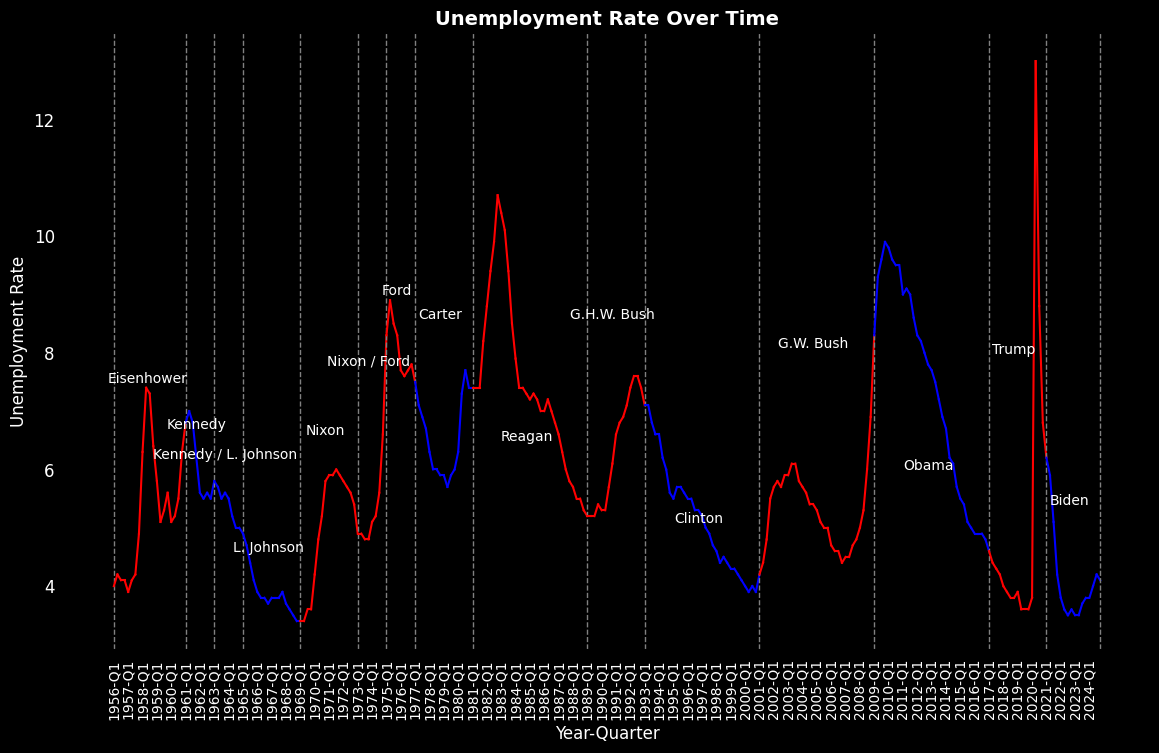 Unemployment Rate Over Time
Unemployment Rate
12
10
8
6
4
Eisenhower
Kennedy
Kennedy / L. Johnson
L. Johnson
Nixon
Nixon / Ford
Ford
Carter
Reagan
G.H.W. Bush
Clinton
G.W. Bush
Obama
Trump
Biden
1956-Q1
1957-Q1
1958-Q1
1959-Q1
1960-Q1
1961-Q1
1962-Q1
1963-Q1
1964-Q1
1965-Q1
1966-Q1
1967-Q1
1968-Q1
1969-Q1
1970-Q1
1971-Q1
1972-Q1
1973-Q1
1974-Q1
1975-Q1
1976-Q1
1977-Q1
1978-Q1
1979-Q1
1980-Q1
1981-Q1
1982-Q1
1983-Q1
1984-Q1
1985-Q1
1986-Q1
1987-Q1
1988-Q1
1989-Q1
1990-Q1
1991-Q1
1992-Q1
1993-Q1
1994-Q1
1995-Q1
1996-Q1
1997-Q1
1998-Q1
1999-Q1
2000-Q1
2001-Q1
2002-Q1
2003-Q1
2004-Q1
2005-Q1
2006-Q1
2007-Q1
2008-Q1
2009-Q1
2010-Q1
2011-Q1
2012-Q1
2013-Q1
2014-Q1
2015-Q1
2016-Q1
2017-Q1
2018-Q1
2019-Q1
2020-Q1
2021-Q1
2022-Q1
2023-Q1
2024-Q1
Year-Quarter